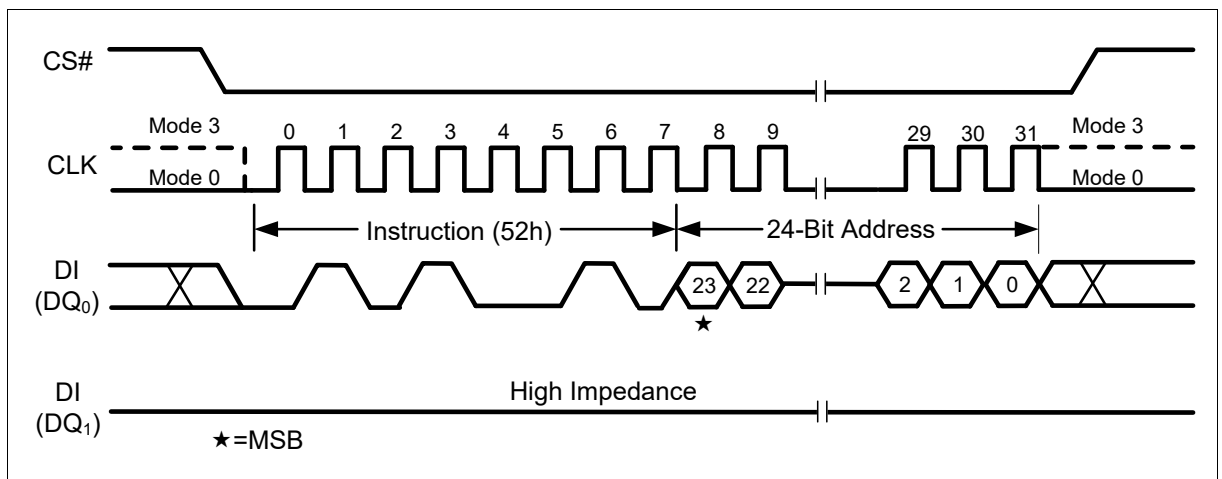 CS#
Mode 3
0 1 2 3 4 5 6 7 8 9 29 30 31
Mode 3
CLK
Mode 0
Mode 0
Instruction (52h)
24-Bit Address
DI
(DQ₀)
23 22 2 1 0
★
High Impedance
DI
(DQ₁)
★=MSB